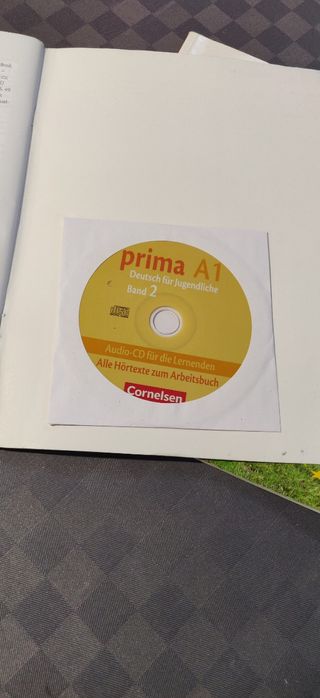 prima A1
Deutsch für Jugendliche
Band 2
Audio-CD für die Lernenden
Alle Hörtexte zum Arbeitsbuch
Cornelsen